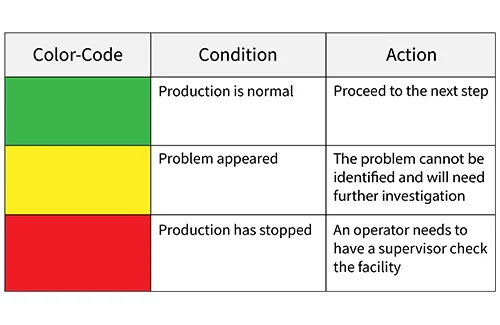 Color-Code Condition Action
Production is normal Proceed to the next step
Problem appeared The problem cannot be
identified and will need
further investigation
Production has stopped An operator needs to
have a supervisor check
the facility